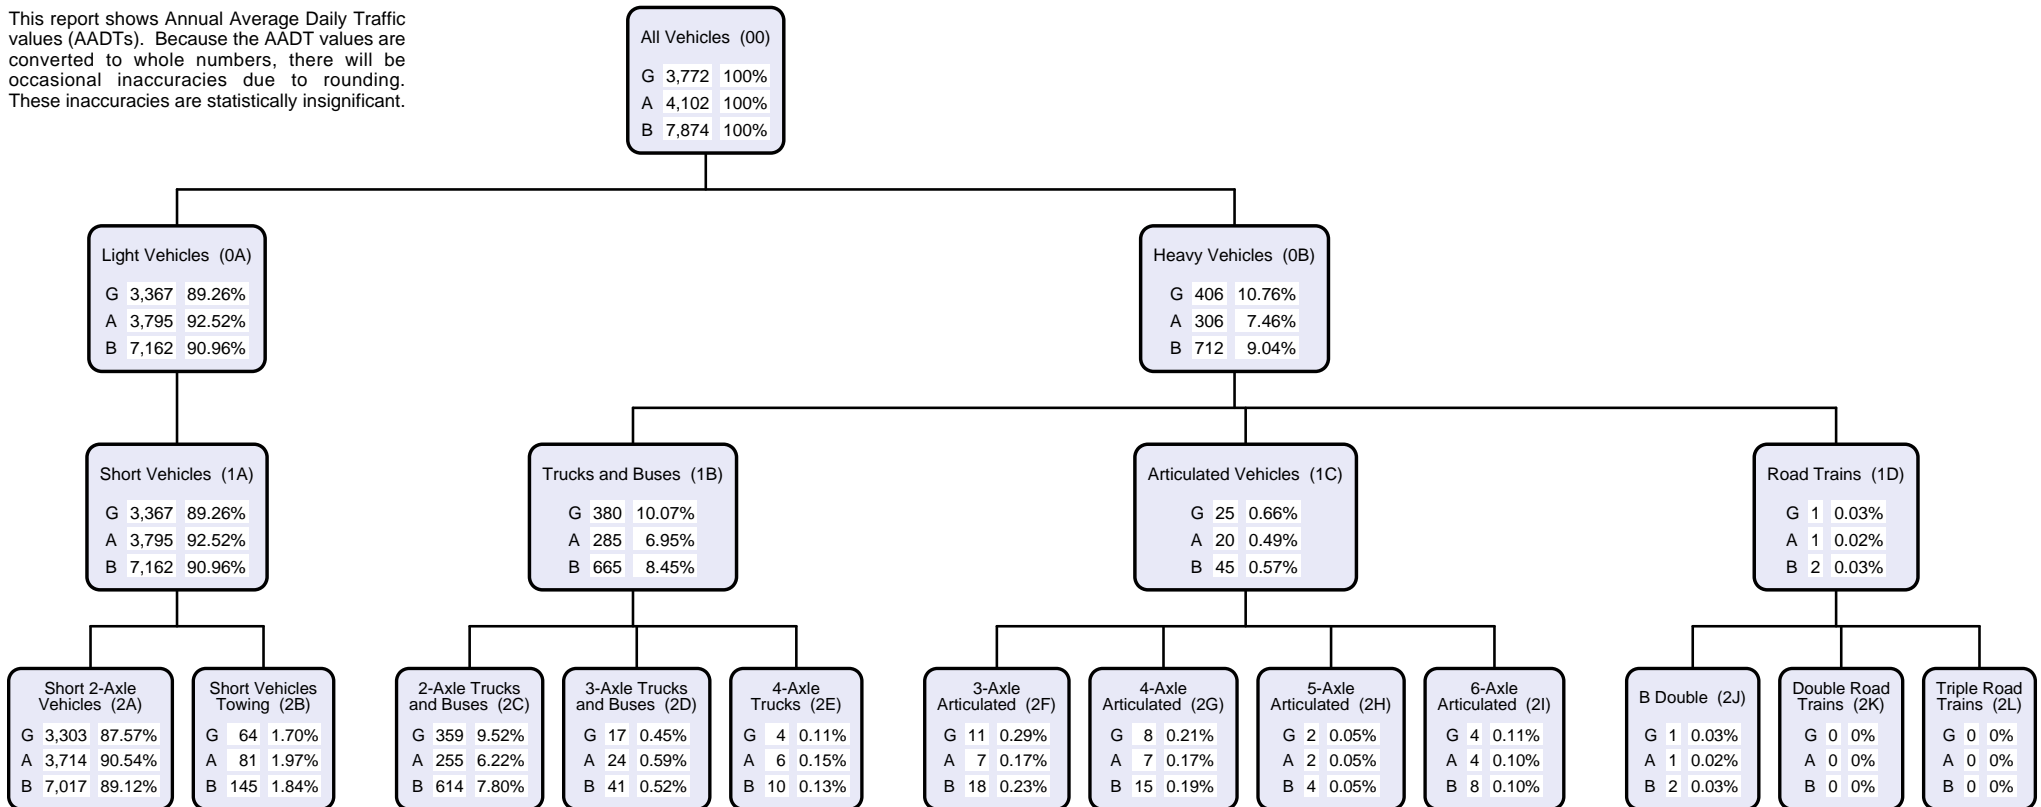 This report shows Annual Average Daily Traffic
values (AADTs).  Because the AADT values are
converted to whole numbers, there will be
occasional inaccuracies due to rounding.
These inaccuracies are statistically insignificant.
All Vehicles (00)
G 3,772 100%
A 4,102 100%
B 7,874 100%
Light Vehicles (0A)
G 3,367 89.26%
A 3,795 92.52%
B 7,162 90.96%
Heavy Vehicles (0B)
G 406 10.76%
A 306 7.46%
B 712 9.04%
Short Vehicles (1A)
G 3,367 89.26%
A 3,795 92.52%
B 7,162 90.96%
Trucks and Buses (1B)
G 380 10.07%
A 285 6.95%
B 665 8.45%
Articulated Vehicles (1C)
G 25 0.66%
A 20 0.49%
B 45 0.57%
Road Trains (1D)
G 1 0.03%
A 1 0.02%
B 2 0.03%
Short 2-Axle
Vehicles (2A)
G 3,303 87.57%
A 3,714 90.54%
B 7,017 89.12%
Short Vehicles
Towing (2B)
G 64 1.70%
A 81 1.97%
B 145 1.84%
2-Axle Trucks
and Buses (2C)
G 359 9.52%
A 255 6.22%
B 614 7.80%
3-Axle Trucks
and Buses (2D)
G 17 0.45%
A 24 0.59%
B 41 0.52%
4-Axle
Trucks (2E)
G 4 0.11%
A 6 0.15%
B 10 0.13%
3-Axle
Articulated (2F)
G 11 0.29%
A 7 0.17%
B 18 0.23%
4-Axle
Articulated (2G)
G 8 0.21%
A 7 0.17%
B 15 0.19%
5-Axle
Articulated (2H)
G 2 0.05%
A 2 0.05%
B 4 0.05%
6-Axle
Articulated (2I)
G 4 0.11%
A 4 0.10%
B 8 0.10%
B Double (2J)
G 1 0.03%
A 1 0.02%
B 2 0.03%
Double Road
Trains (2K)
G 0 0%
A 0 0%
B 0 0%
Triple Road
Trains (2L)
G 0 0%
A 0 0%
B 0 0%